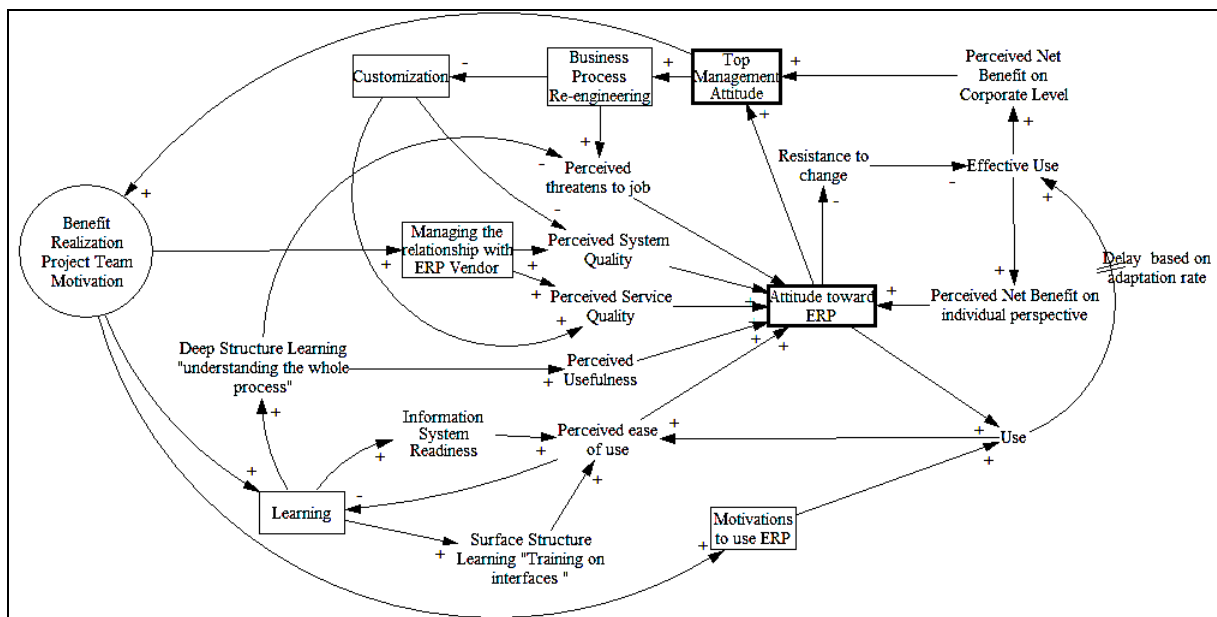 Customization
Business
Process
Re-engineering
Top
Management
Attitude
Perceived Net
Benefit on
Corporate Level
Perceived
threatens to job
Resistance to
change
Effective Use
Benefit
Realization
Project Team
Motivation
Managing the
relationship with
ERP Vendor
Perceived System
Quality
Perceived Service
Quality
Attitude toward
ERP
Perceived Net Benefit on
individual perspective
Delay based on
adaptation rate
Deep Structure Learning
"understanding the whole
process"
Perceived
Usefulness
Information
System
Readiness
Perceived ease
of use
Use
Learning
Surface Structure
Learning "Training on
interfaces "
Motivations
to use ERP